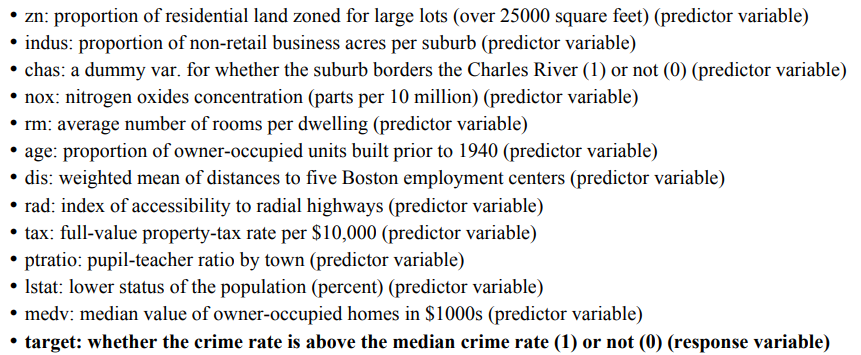 • zn: proportion of residential land zoned for large lots (over 25000 square feet) (predictor variable)
• indus: proportion of non-retail business acres per suburb (predictor variable)
• chas: a dummy var. for whether the suburb borders the Charles River (1) or not (0) (predictor variable)
• nox: nitrogen oxides concentration (parts per 10 million) (predictor variable)
• rm: average number of rooms per dwelling (predictor variable)
• age: proportion of owner-occupied units built prior to 1940 (predictor variable)
• dis: weighted mean of distances to five Boston employment centers (predictor variable)
• rad: index of accessibility to radial highways (predictor variable)
• tax: full-value property-tax rate per $10,000 (predictor variable)
• ptratio: pupil-teacher ratio by town (predictor variable)
• lstat: lower status of the population (percent) (predictor variable)
• medv: median value of owner-occupied homes in $1000s (predictor variable)
• target: whether the crime rate is above the median crime rate (1) or not (0) (response variable)